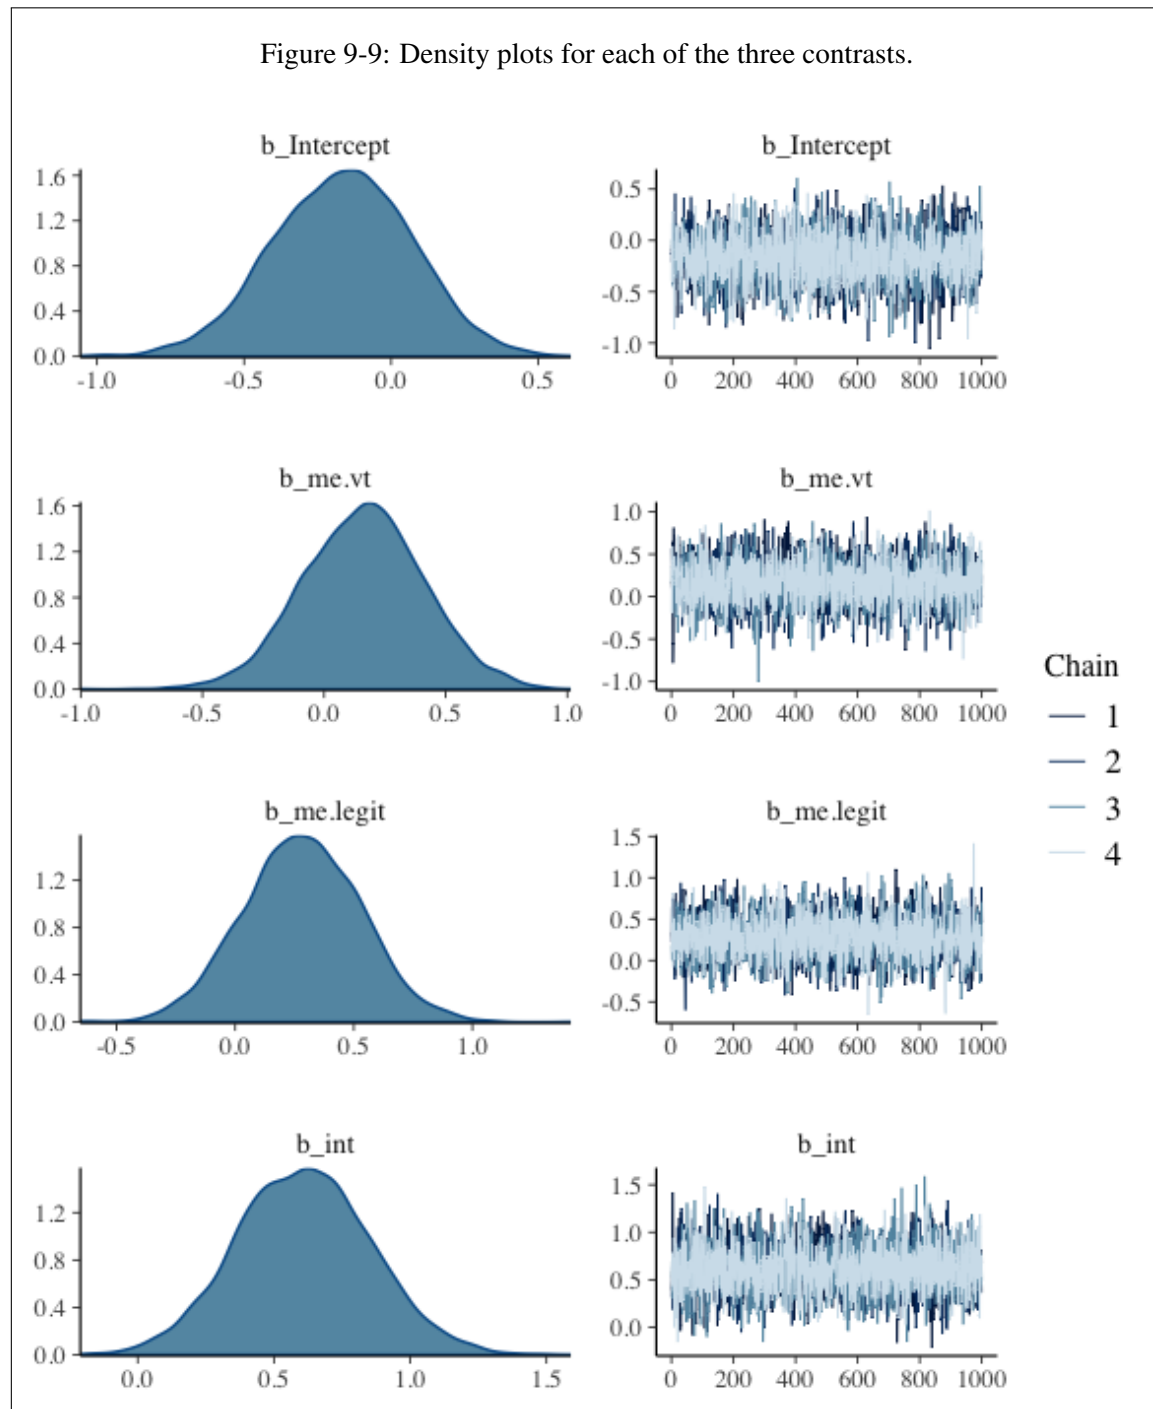 Figure 9-9: Density plots for each of the three contrasts.
b_Intercept
1.6
1.2
0.8
0.4
0.0
-1.0 -0.5 0.0 0.5
b_Intercept
0.5
0.0
-0.5
-1.0
0 200 400 600 800 1000
b_me.vt
1.6
1.2
0.8
0.4
0.0
-1.0 -0.5 0.0 0.5 1.0
b_me.vt
1.0
0.5
0.0
-0.5
-1.0
0 200 400 600 800 1000
b_me.legit
1.2
0.8
0.4
0.0
-0.5 0.0 0.5 1.0
b_me.legit
1.5
1.0
0.5
0.0
-0.5
0 200 400 600 800 1000
b_int
1.2
0.8
0.4
0.0
0.0 0.5 1.0 1.5
b_int
1.5
1.0
0.5
0.0
0 200 400 600 800 1000
Chain
1
2
3
4